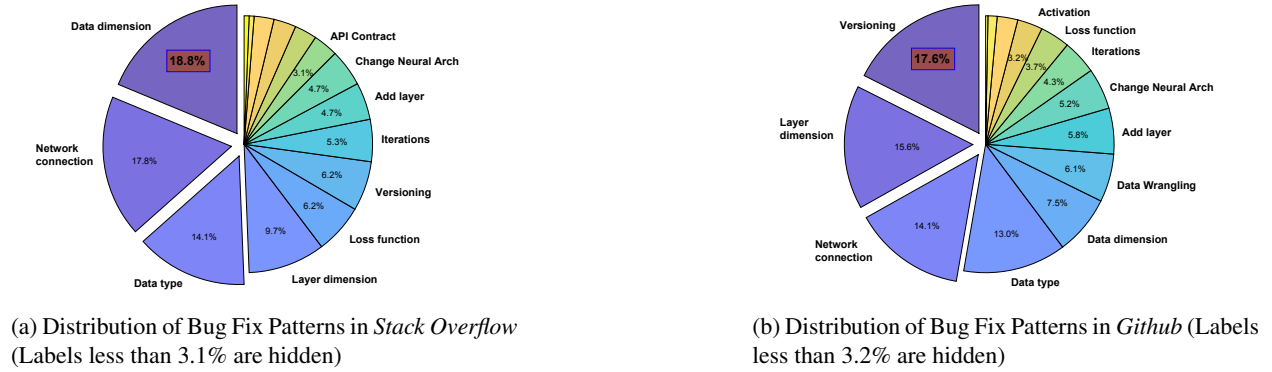 Data dimension
18.8%
API Contract
3.1%
Change Neural Arch
4.7%
Add layer
4.7%
Iterations
5.3%
Versioning
6.2%
Loss function
6.2%
Layer dimension
9.7%
Data type
14.1%
Network
connection
17.8%
(a) Distribution of Bug Fix Patterns in Stack Overflow
(Labels less than 3.1% are hidden)
Versioning
17.6%
Activation
3.2%
Loss function
3.7%
Iterations
4.3%
Change Neural Arch
5.2%
Add layer
5.8%
Data Wrangling
6.1%
Data dimension
7.5%
Data type
13.0%
Network
connection
14.1%
Layer
dimension
15.6%
(b) Distribution of Bug Fix Patterns in Github (Labels
less than 3.2% are hidden)